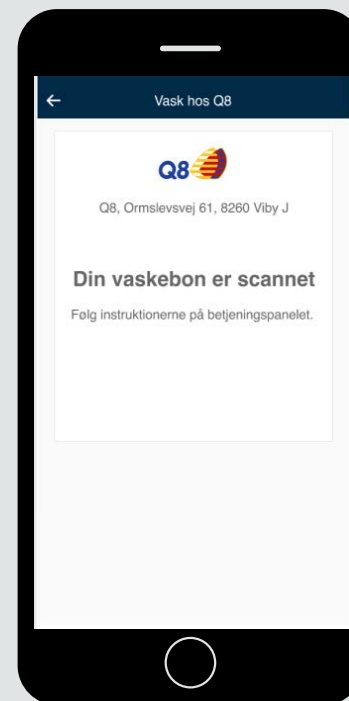 Vask hos Q8
Q8
Q8, Ormslevsvej 61, 8260 Viby J
Din vaskebon er scannet
Følg instruktionerne på betjeningspanelet.